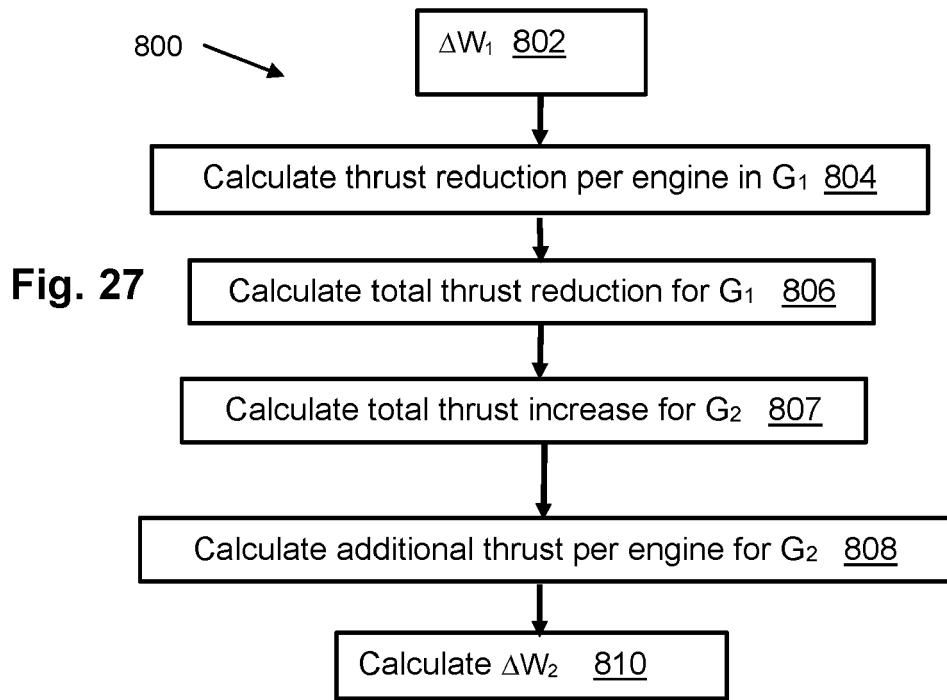 800
ΔW₁ 802
Calculate thrust reduction per engine in G₁ 804
Fig. 27
Calculate total thrust reduction for G₁ 806
Calculate total thrust increase for G₂ 807
Calculate additional thrust per engine for G₂ 808
Calculate ΔW₂ 810